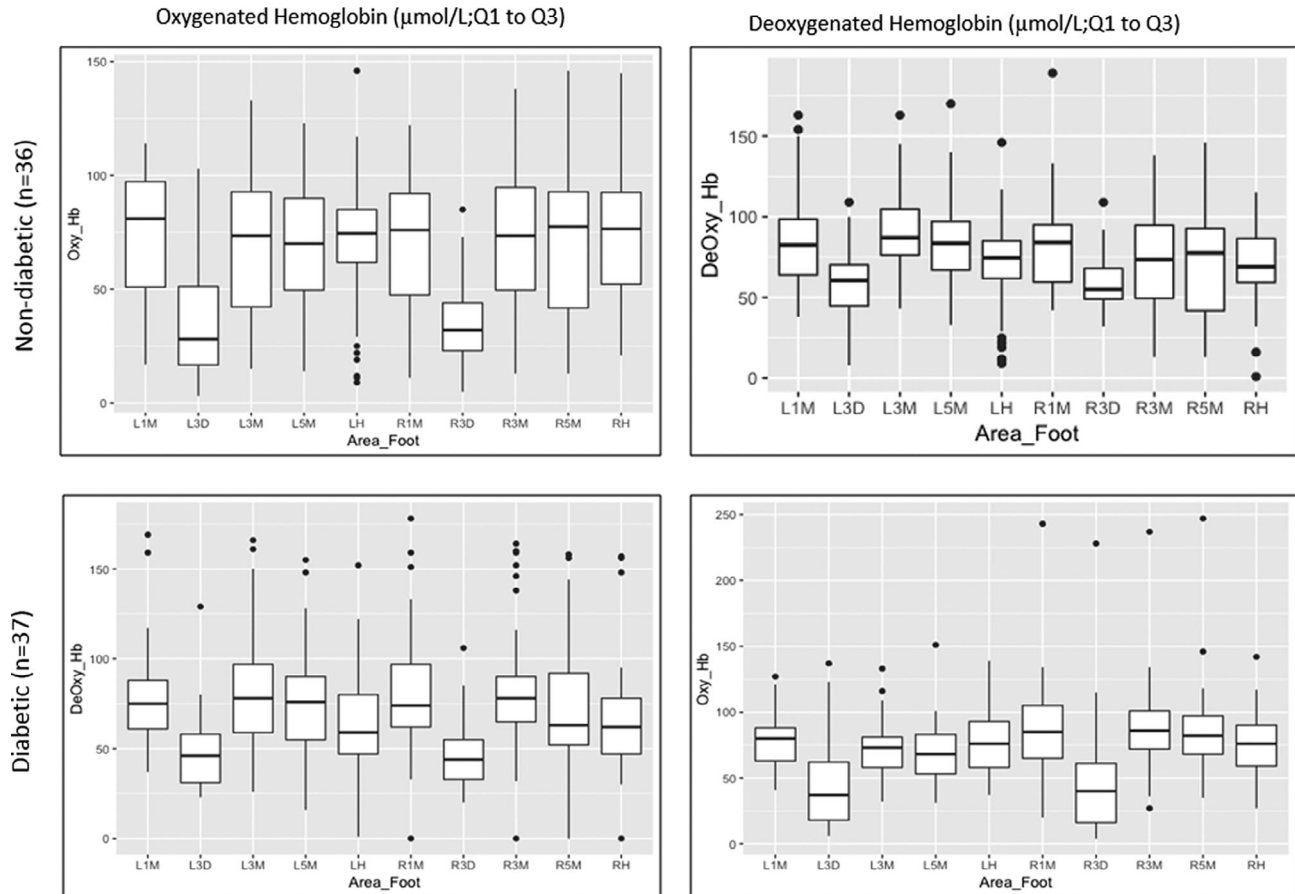 Oxygenated Hemoglobin (μmol/L;Q1 to Q3)
Deoxygenated Hemoglobin (μmol/L;Q1 to Q3)
Non-diabetic (n=36)
Oxy_Hb
150
100
50
0
L1M L3D L3M L5M LH R1M R3D R3M R5M RH
Area_Foot
DeOxy_Hb
150
100
50
0
L1M L3D L3M L5M LH R1M R3D R3M R5M RH
Area_Foot
Diabetic (n=37)
DeOxy_Hb
150
100
50
0
L1M L3D L3M L5M LH R1M R3D R3M R5M RH
Area_Foot
Oxy_Hb
250
200
150
100
50
0
L1M L3D L3M L5M LH R1M R3D R3M R5M RH
Area_Foot